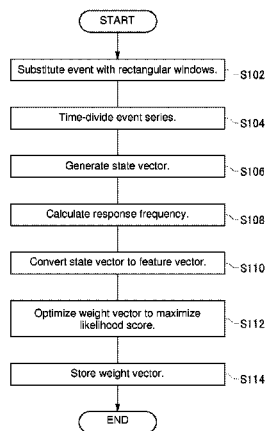 START
Substitute event with rectangular windows.
S102
Time-divide event series.
S104
Generate state vector.
S106
Calculate response frequency.
S108
Convert state vector to feature vector.
S110
Optimize weight vector to maximize
likelihood score.
S112
Store weight vector.
S114
END